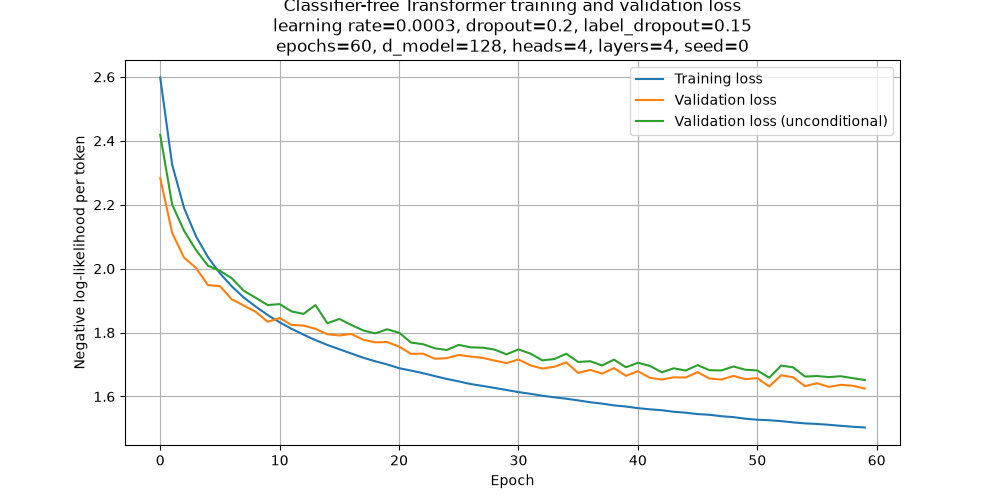 Classifier-free Transformer training and validation loss
learning rate=0.0003, dropout=0.2, label_dropout=0.15
epochs=60, d_model=128, heads=4, layers=4, seed=0
Training loss
Validation loss
Validation loss (unconditional)
Negative log-likelihood per token
2.6
2.4
2.2
2.0
1.8
1.6
0 10 20 30 40 50 60
Epoch